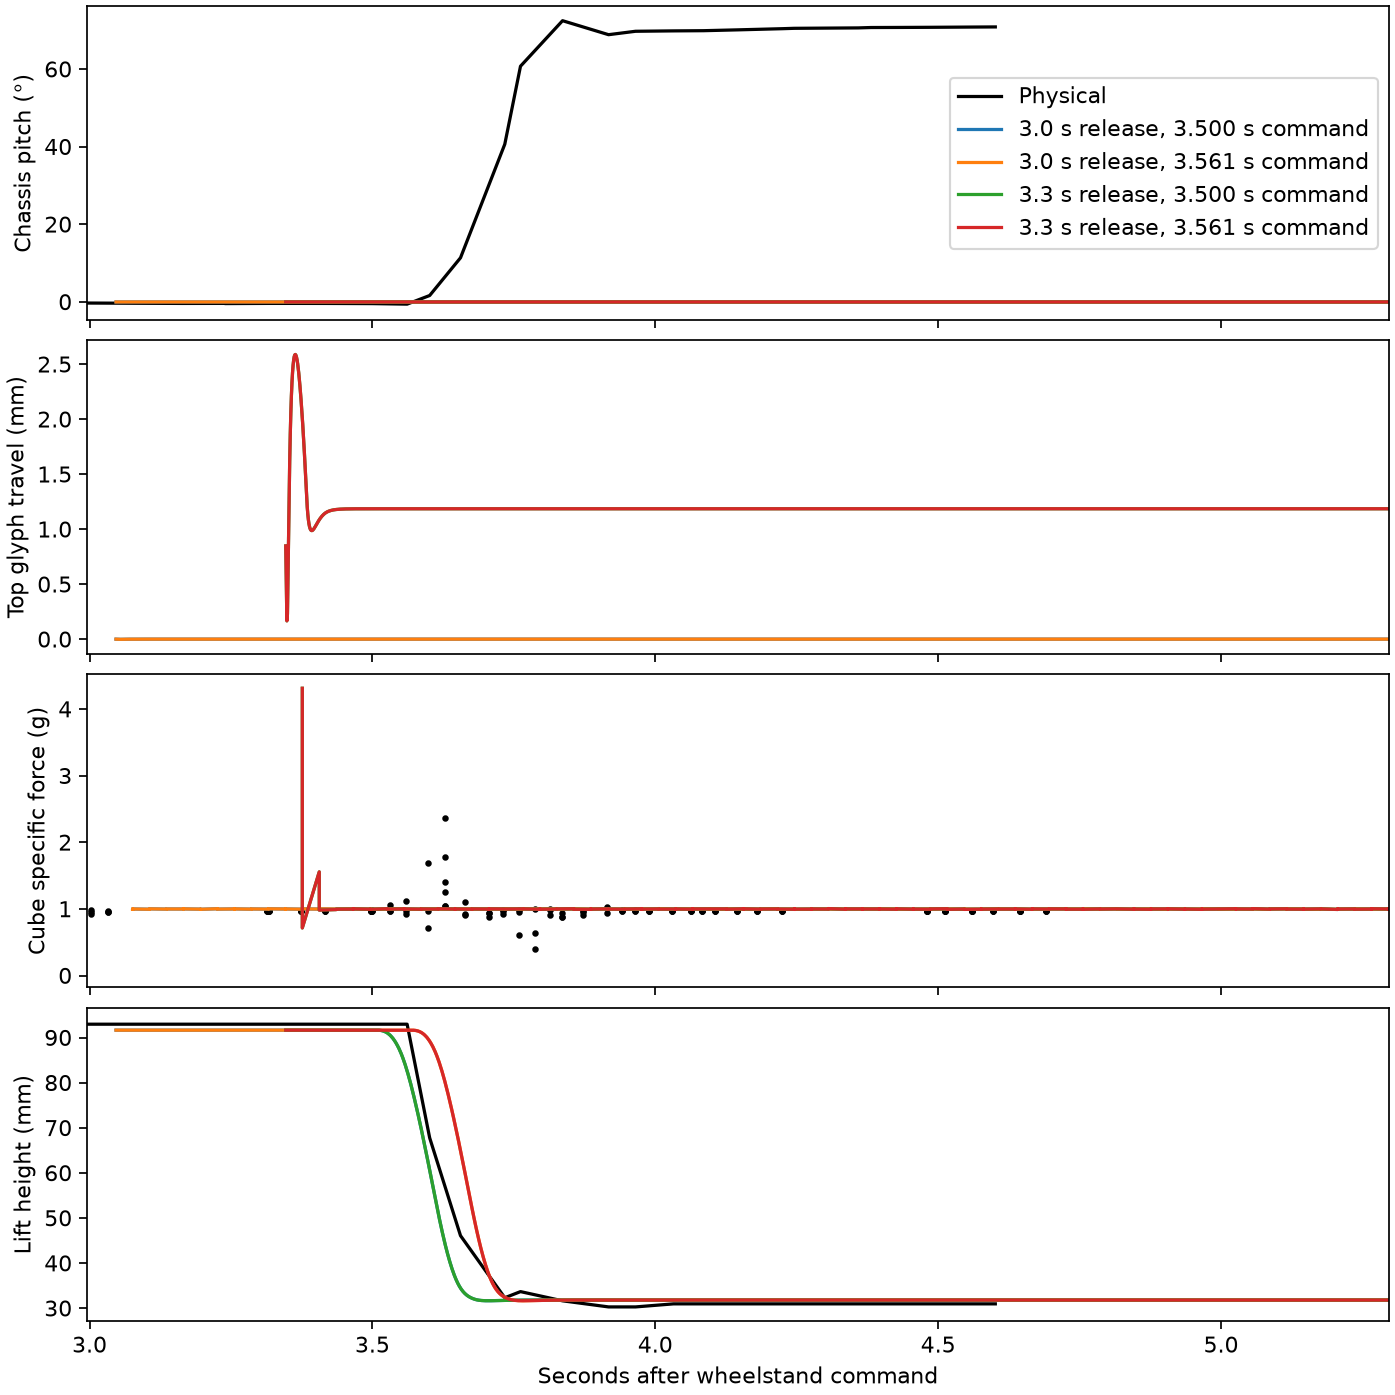 60
40
20
0
Chassis pitch (°)
Physical
3.0 s release, 3.500 s command
3.0 s release, 3.561 s command
3.3 s release, 3.500 s command
3.3 s release, 3.561 s command
2.5
2.0
1.5
1.0
0.5
0.0
Top glyph travel (mm)
4
3
2
1
0
Cube specific force (g)
90
80
70
60
50
40
30
Lift height (mm)
3.0 3.5 4.0 4.5 5.0
Seconds after wheelstand command